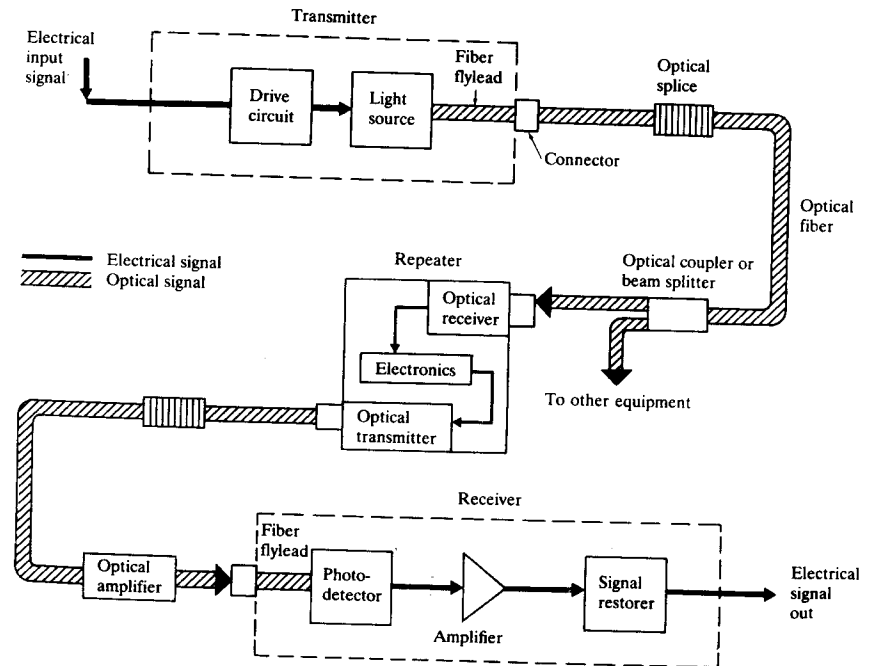 Transmitter
Electrical
input
signal
Drive
circuit
Light
source
Fiber
flylead
Connector
Optical
splice
Optical
fiber
Electrical signal
Optical signal
Repeater
Optical
receiver
Electronics
Optical
transmitter
Optical coupler or
beam splitter
To other equipment
Optical
amplifier
Receiver
Fiber
flylead
Photo-
detector
Amplifier
Signal
restorer
Electrical
signal
out